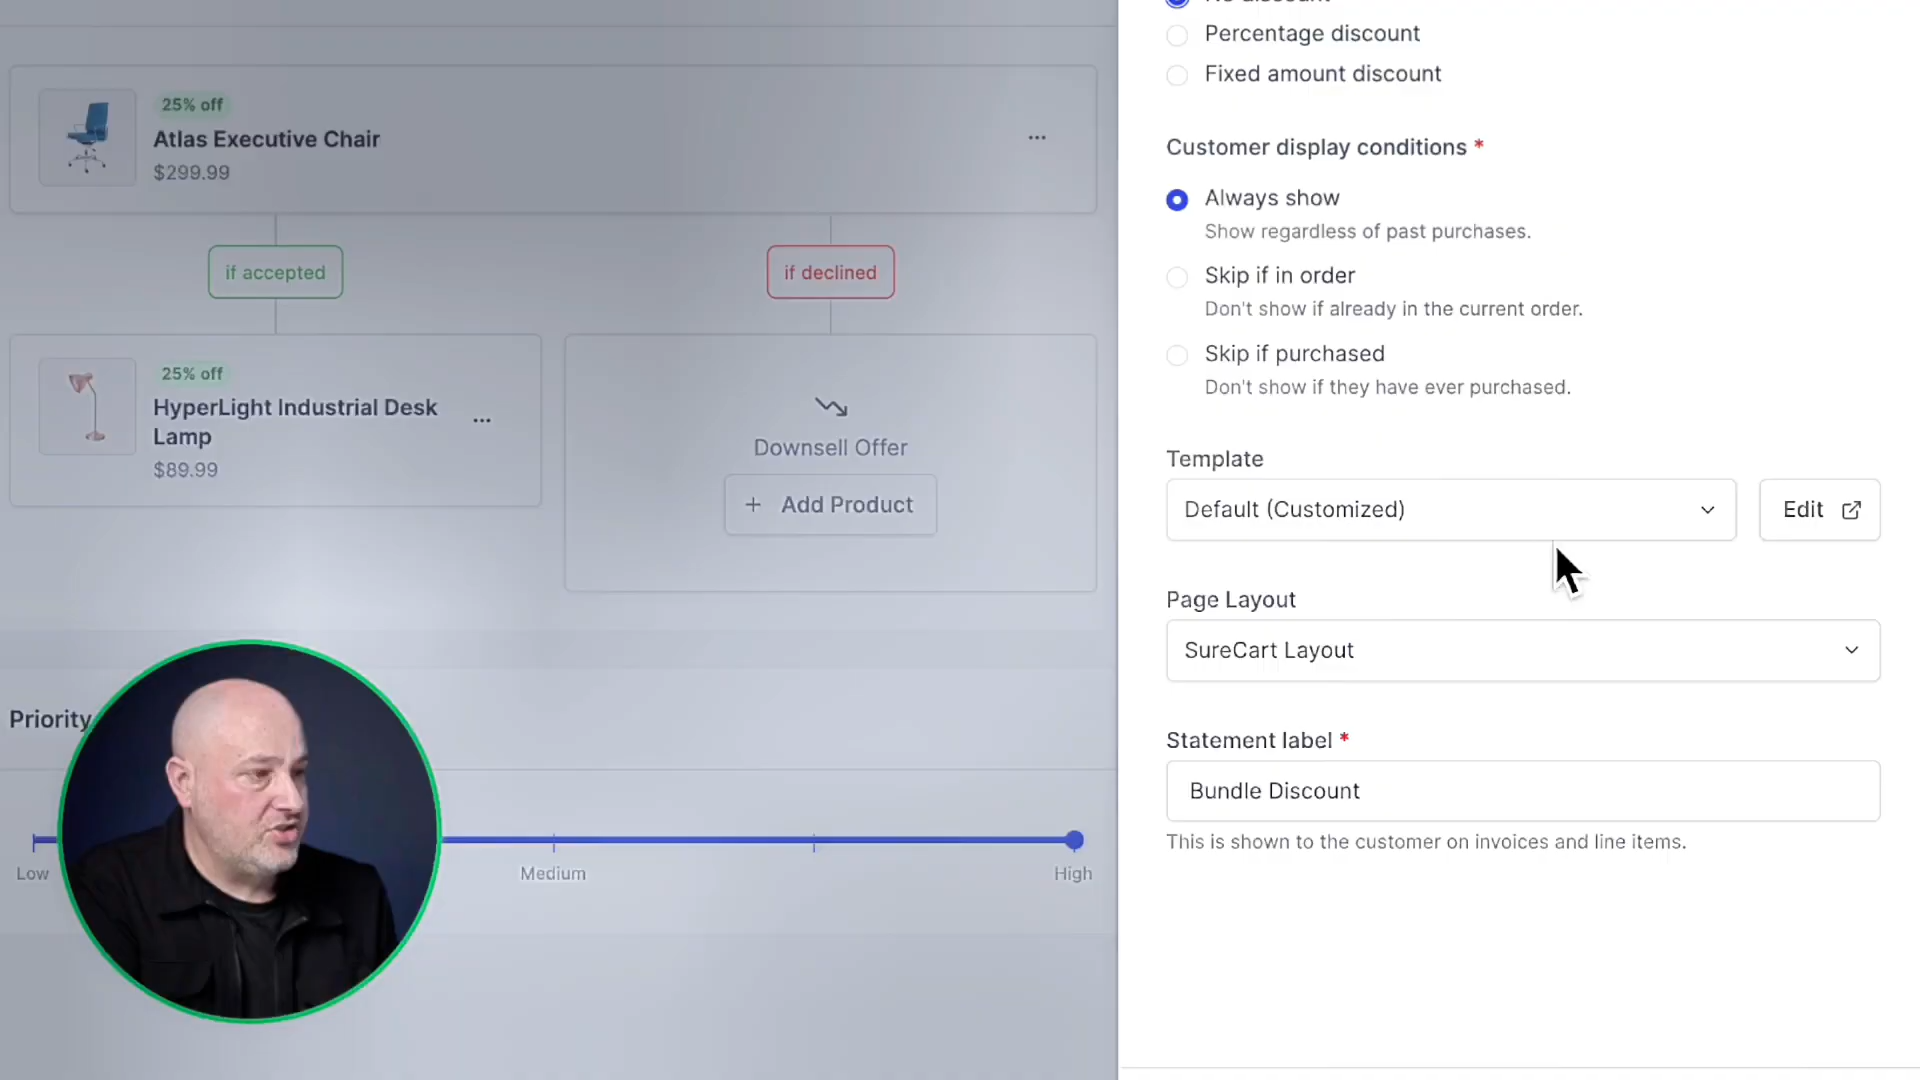 25% off
Atlas Executive Chair
$299.99
...
if accepted
if declined
25% off
HyperLight Industrial Desk
Lamp
$89.99
...
Downsell Offer
+ Add Product
Priority
Low
Medium
High
No discount
Percentage discount
Fixed amount discount
Customer display conditions *
Always show
Show regardless of past purchases.
Skip if in order
Don't show if already in the current order.
Skip if purchased
Don't show if they have ever purchased.
Template
Default (Customized)
Edit
Page Layout
SureCart Layout
Statement label *
Bundle Discount
This is shown to the customer on invoices and line items.